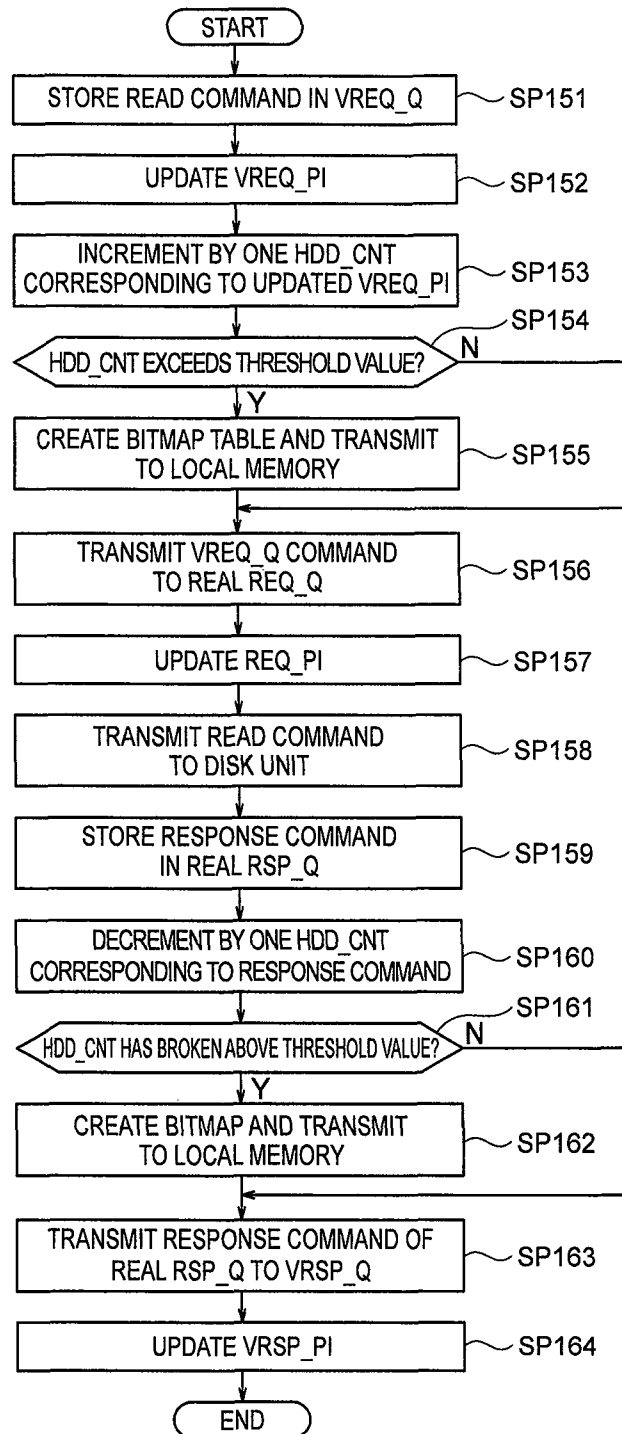 START
STORE READ COMMAND IN VREQ_Q
SP151
UPDATE VREQ_PI
SP152
INCREMENT BY ONE HDD_CNT
CORRESPONDING TO UPDATED VREQ_PI
SP153
SP154
HDD_CNT EXCEEDS THRESHOLD VALUE?
N
Y
CREATE BITMAP TABLE AND TRANSMIT
TO LOCAL MEMORY
SP155
TRANSMIT VREQ_Q COMMAND
TO REAL REQ_Q
SP156
UPDATE REQ_PI
SP157
TRANSMIT READ COMMAND
TO DISK UNIT
SP158
STORE RESPONSE COMMAND
IN REAL RSP_Q
SP159
DECREMENT BY ONE HDD_CNT
CORRESPONDING TO RESPONSE COMMAND
SP160
SP161
HDD_CNT HAS BROKEN ABOVE THRESHOLD VALUE?
N
Y
CREATE BITMAP AND TRANSMIT
TO LOCAL MEMORY
SP162
TRANSMIT RESPONSE COMMAND OF
REAL RSP_Q TO VRSP_Q
SP163
UPDATE VRSP_PI
SP164
END